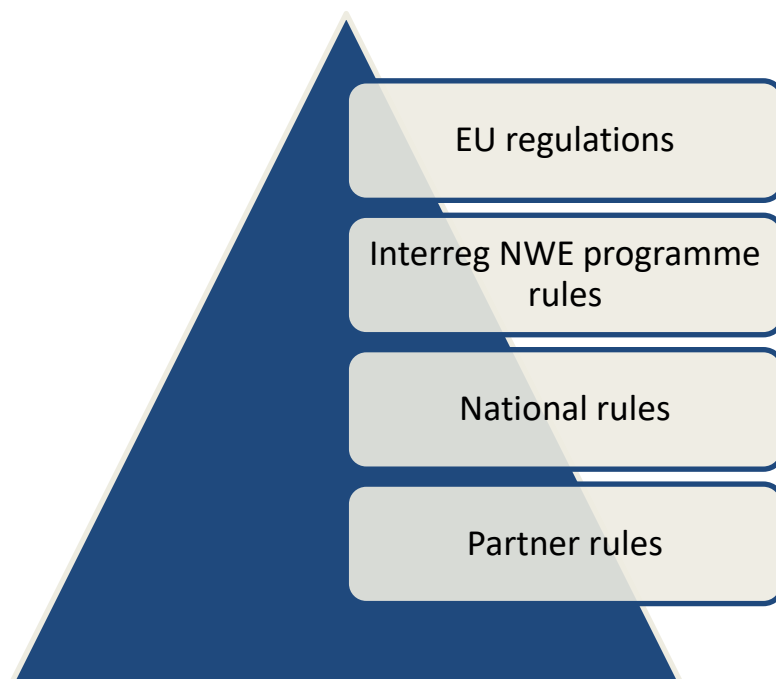 EU regulations
Interreg NWE programme
rules
National rules
Partner rules